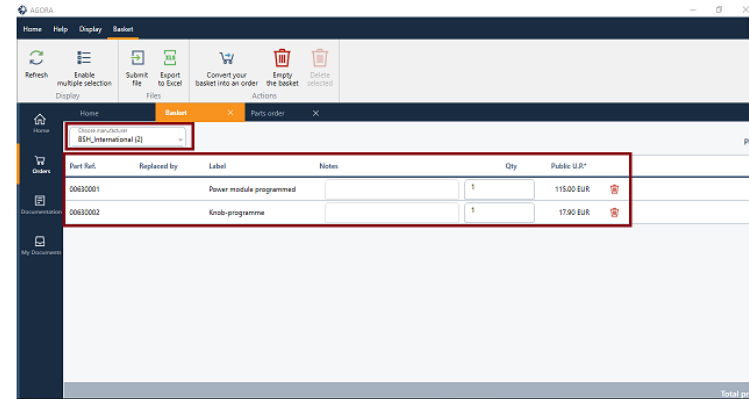 AGORA
Home Help Display Basket
Refresh Enable multiple selection Submit file Export to Excel Convert your basket into an order Empty the basket Delete selected
Display Files Actions
Home Basket Parts order
Home
Choose manufacturer
BSH_International (2)
Orders
Part Ref. Replaced by Label Notes Qty Public U.P.*
00630001 Power module programmed 1 115.00 EUR
Documentation
00630002 Knob-programme 1 17.90 EUR
My Documents
Total pr